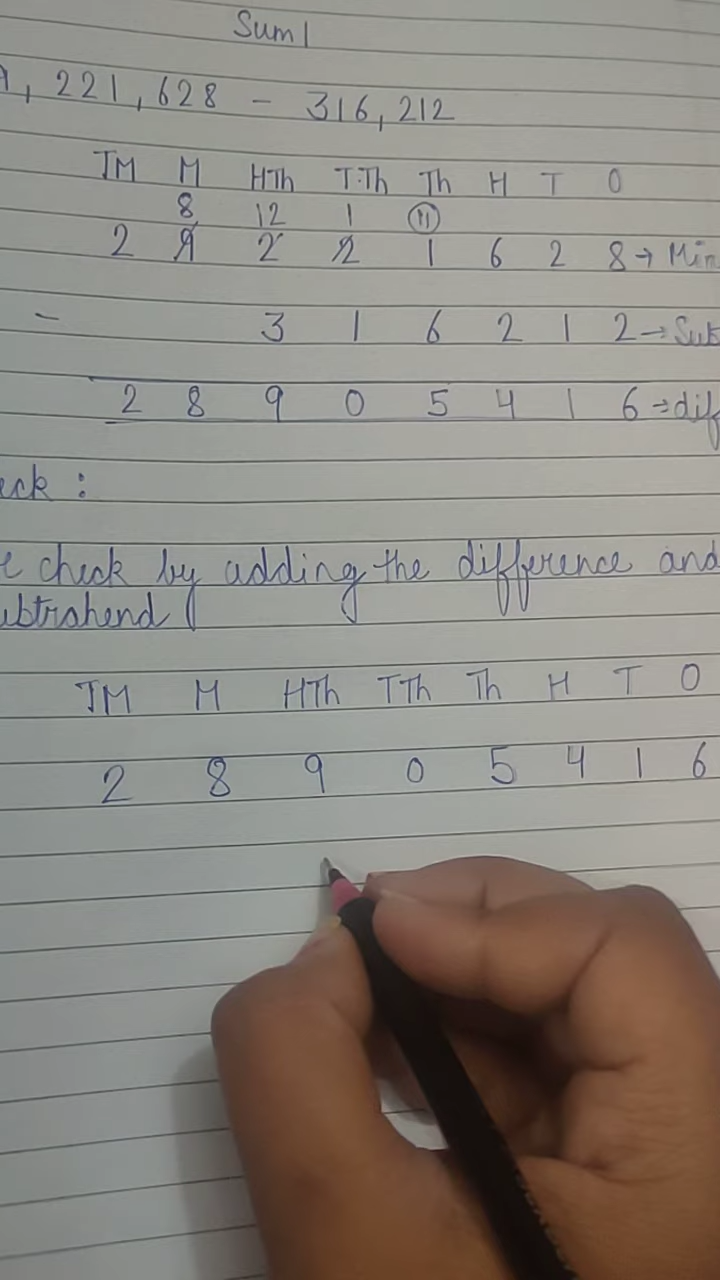 Sum 1
9, 221, 628 - 316, 212
TM M HTh T.Th Th H T O
8 12 1 11
2 9 2 2 1 6 2 8 → Min
- 3 1 6 2 1 2 → Sub
2 8 9 0 5 4 1 6 → dif
eck :
e check by adding the difference and
ubtrahend
TM M HTh TTh Th H T O
2 8 9 0 5 4 1 6